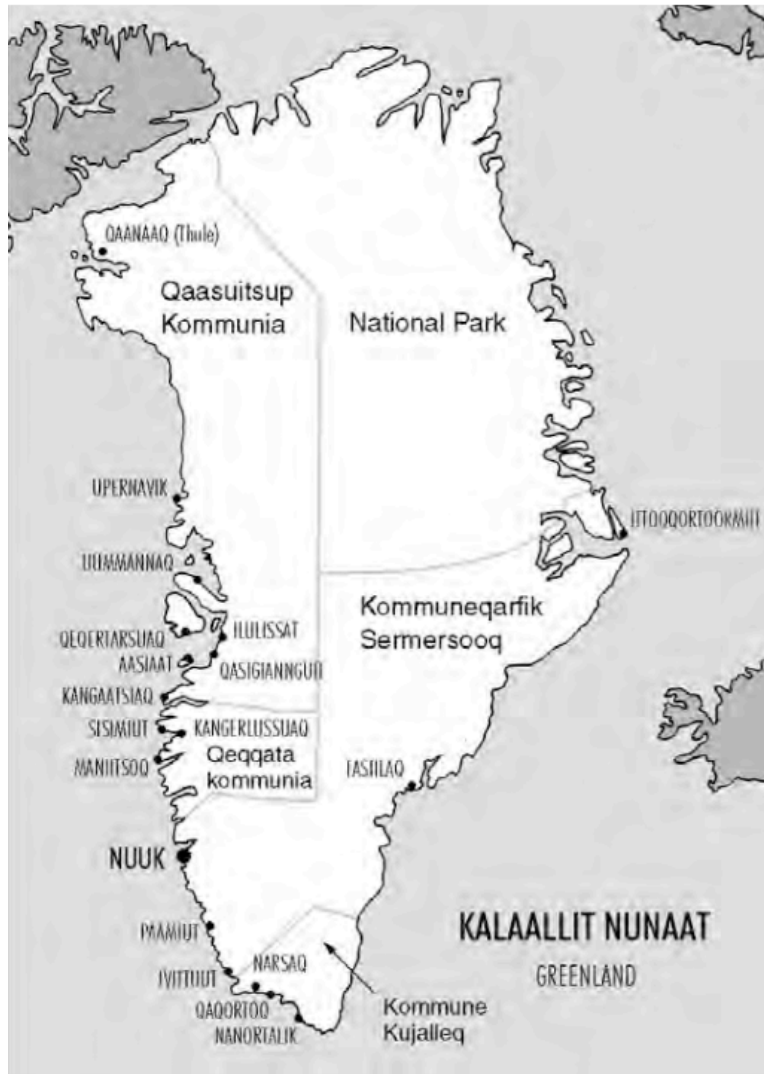 QAANAAQ (Thule)
Qaasuitsup
Kommunia
National Park
UPERNAVIK
UUMMANNAQ
ITTOQQORTOORMIIT
Kommuneqarfik
Sermersooq
QEQERTARSUAQ
ILULISSAT
AASIAAT
QASIGIANNGUIT
KANGAATSIAQ
SISIMIUT
KANGERLUSSUAQ
MANIITSOQ
Qeqqata
kommunia
TASIILAQ
NUUK
PAAMIUT
KALAALLIT NUNAAT
GREENLAND
IVITTUUT
NARSAQ
QAQORTOQ
NANORTALIK
Kommune
Kujalleq